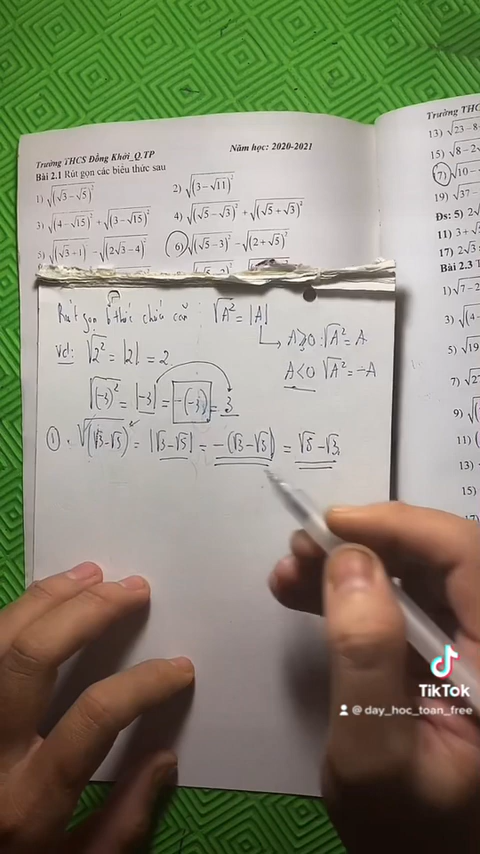 Trường THCS Đồng Khởi_Q.TP
Năm học: 2020-2021
Bài 2.1 Rút gọn các biểu thức sau
1) √(√3−√5)²
2) √(3−√11)²
3) √(4−√15)² + √(3−√15)²
4) √(√5−√3)² + √(√5+√3)²
5) √(√3−1)² − √(2√3−4)²
6) √(√5−3)² − √(2+√5)²
Rút gọn b thức chứa căn : √A² = |A|
A⩾0 : √A² = A
A<0 √A² = −A
Vd: √2² = |2| = 2
√(−3)² = |−3| = −(−3) = 3
① . √(√3−√5)² = |√3−√5| = −(√3−√5) = √5−√3.
Trường THC
13) √23−8
15) √8−2
17) √10−
19) √37−
Đs: 5) 2
11) 3+
17) 2√3
Bài 2.3 T
1) √7−2
3) √(4−
5) √19
7) √2
9) √(
11) (
13)
15)
17)
TikTok
@day_hoc_toan_free